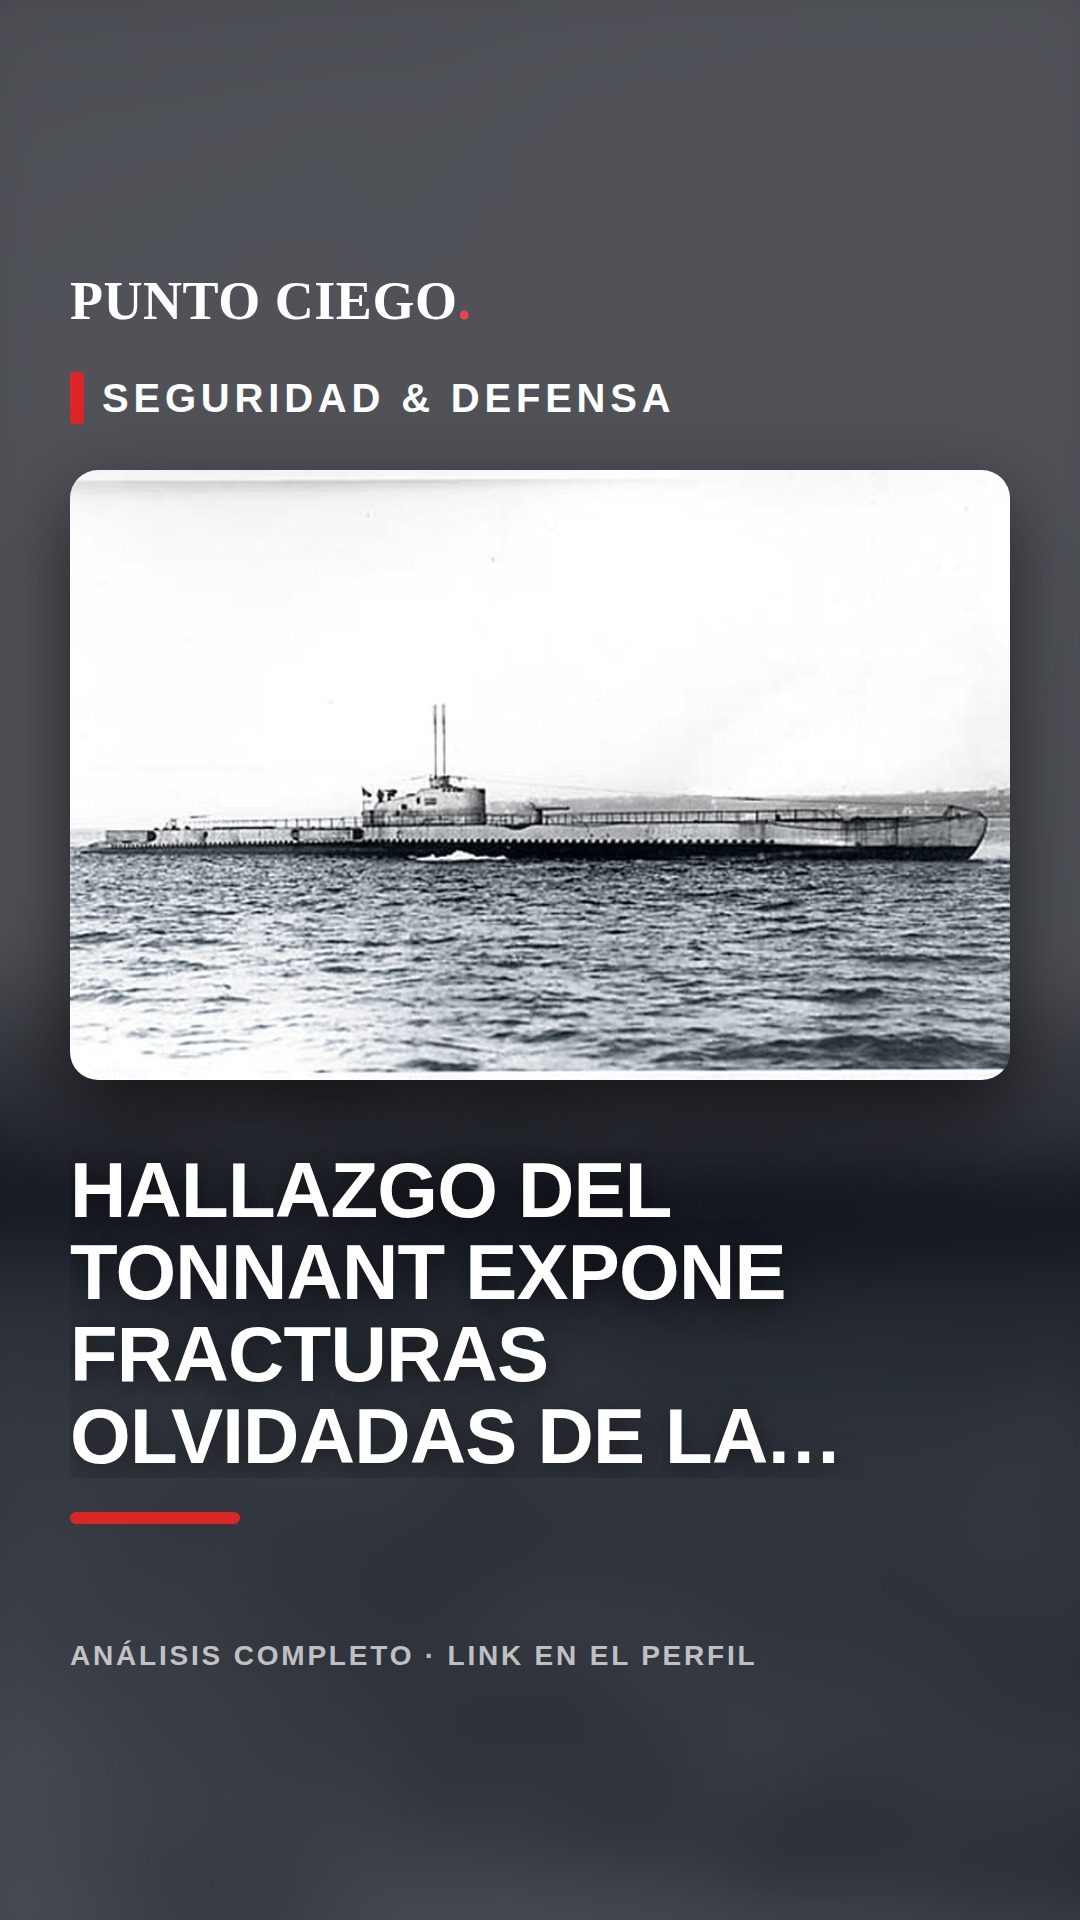 PUNTO CIEGO.
SEGURIDAD & DEFENSA
HALLAZGO DEL
TONNANT EXPONE
FRACTURAS
OLVIDADAS DE LA...
ANÁLISIS COMPLETO · LINK EN EL PERFIL